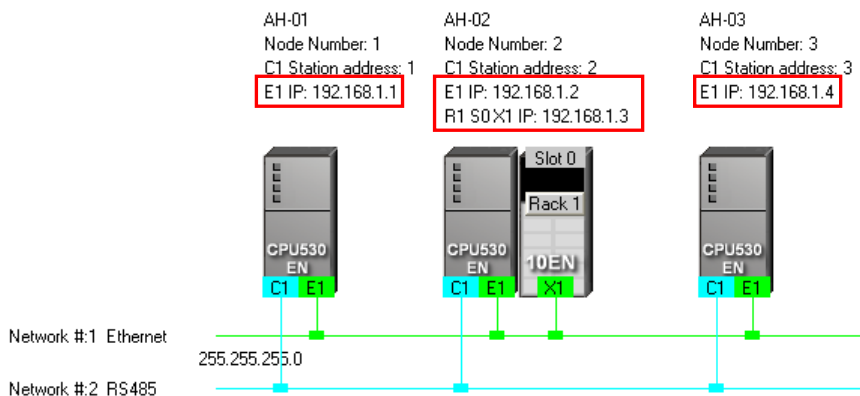 AH-01
Node Number: 1
C1 Station address: 1
E1 IP: 192.168.1.1
AH-02
Node Number: 2
C1 Station address: 2
E1 IP: 192.168.1.2
R1 S0 X1 IP: 192.168.1.3
AH-03
Node Number: 3
C1 Station address: 3
E1 IP: 192.168.1.4
CPU530
EN
C1 E1
CPU530
EN
C1 E1
Slot 0
Rack 1
10EN
X1
CPU530
EN
C1 E1
Network #:1 Ethernet
255.255.255.0
Network #:2 RS485